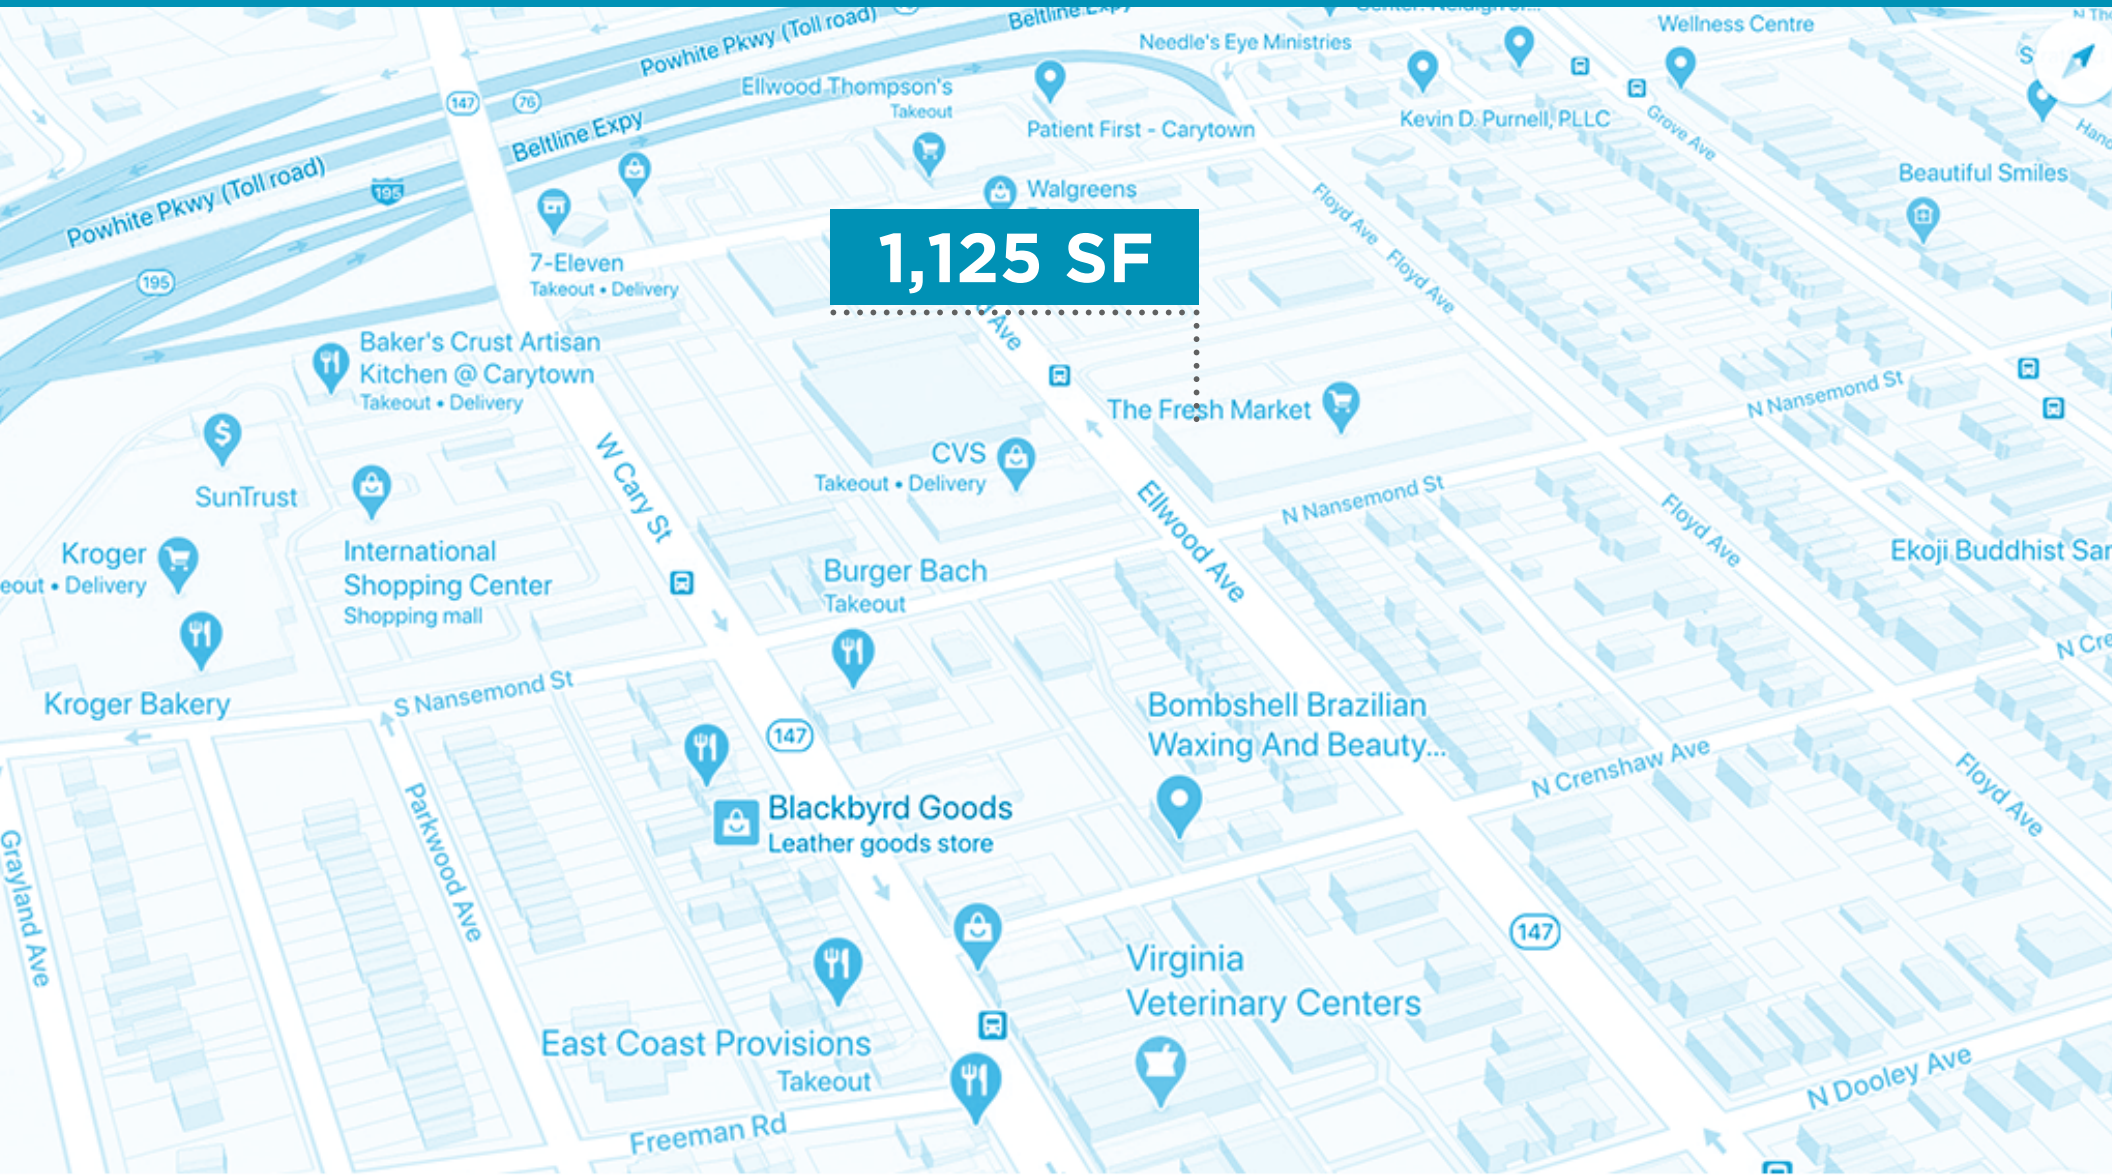 Powhite Pkwy (Toll road)
Beltline Expy
Needle's Eye Ministries
Wellness Centre
Ellwood Thompson's
Takeout
147
76
Beltline Expy
Patient First - Carytown
Kevin D. Purnell, PLLC
Grove Ave
Powhite Pkwy (Toll road)
195
Walgreens
Beautiful Smiles
Floyd Ave
Floyd Ave
1,125 SF
195
7-Eleven
Takeout • Delivery
Ave
Baker's Crust Artisan
Kitchen @ Carytown
Takeout • Delivery
The Fresh Market
N Nansemond St
W Cary St
CVS
Takeout • Delivery
SunTrust
Ellwood Ave
N Nansemond St
Floyd Ave
Kroger
Delivery
International
Shopping Center
Shopping mall
Burger Bach
Takeout
Ekoji Buddhist
S Nansemond St
Kroger Bakery
147
Bombshell Brazilian
Waxing And Beauty...
N Crenshaw Ave
Floyd Ave
Parkwood Ave
Blackbyrd Goods
Leather goods store
Grayland Ave
147
Virginia
Veterinary Centers
East Coast Provisions
Takeout
N Dooley Ave
Freeman Rd